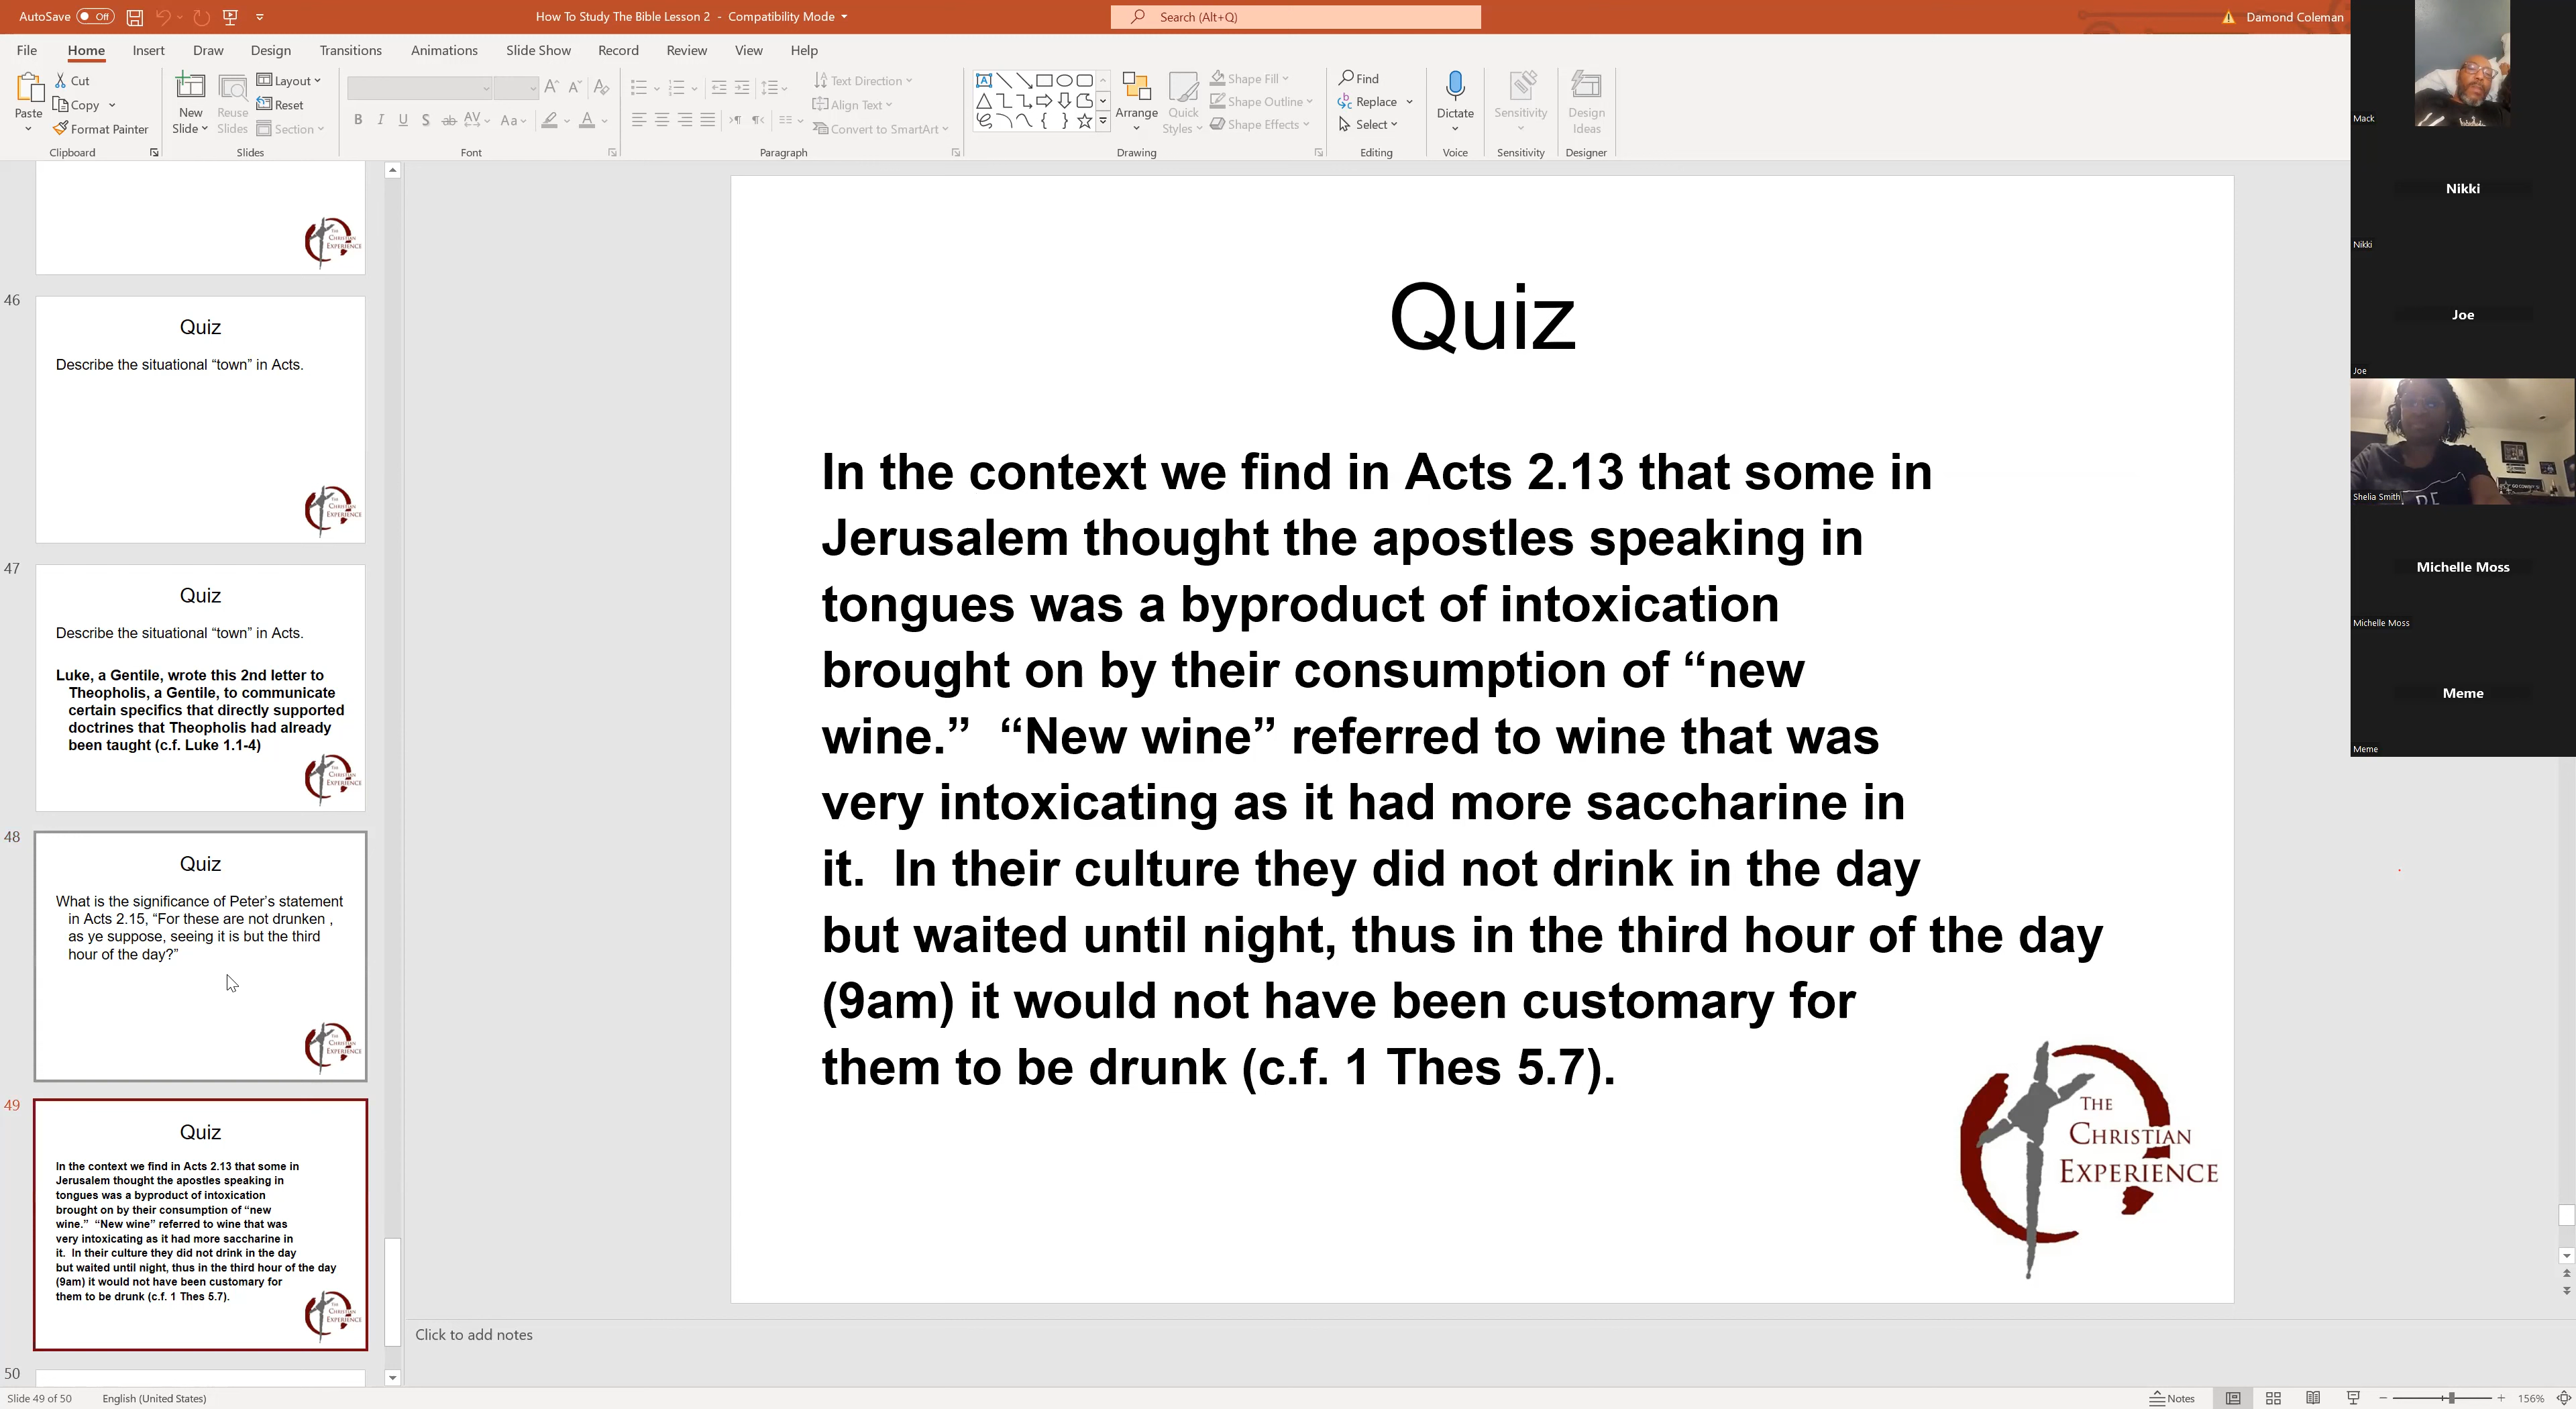 AutoSave Off
How To Study The Bible Lesson 2 - Compatibility Mode
Search (Alt+Q)
Damond Coleman
File Home Insert Draw Design Transitions Animations Slide Show Record Review View Help
Paste
Cut
Copy
Format Painter
Clipboard
New Slide
Reuse Slides
Layout
Reset
Section
Slides
Font
Text Direction
Align Text
Convert to SmartArt
Paragraph
Arrange
Quick Styles
Shape Fill
Shape Outline
Shape Effects
Drawing
Find
Replace
Select
Editing
Dictate
Voice
Sensitivity
Sensitivity
Design Ideas
Designer
THE
CHRISTIAN
EXPERIENCE
46
Quiz
Describe the situational “town” in Acts.
THE
CHRISTIAN
EXPERIENCE
47
Quiz
Describe the situational “town” in Acts.
Luke, a Gentile, wrote this 2nd letter to
Theopholis, a Gentile, to communicate
certain specifics that directly supported
doctrines that Theopholis had already
been taught (c.f. Luke 1.1-4)
THE
CHRISTIAN
EXPERIENCE
48
Quiz
What is the significance of Peter’s statement
in Acts 2.15, “For these are not drunken ,
as ye suppose, seeing it is but the third
hour of the day?”
THE
CHRISTIAN
EXPERIENCE
49
Quiz
In the context we find in Acts 2.13 that some in
Jerusalem thought the apostles speaking in
tongues was a byproduct of intoxication
brought on by their consumption of “new
wine.”  “New wine” referred to wine that was
very intoxicating as it had more saccharine in
it.  In their culture they did not drink in the day
but waited until night, thus in the third hour of the day
(9am) it would not have been customary for
them to be drunk (c.f. 1 Thes 5.7).
THE
CHRISTIAN
EXPERIENCE
50
Quiz
In the context we find in Acts 2.13 that some in
Jerusalem thought the apostles speaking in
tongues was a byproduct of intoxication
brought on by their consumption of “new
wine.”  “New wine” referred to wine that was
very intoxicating as it had more saccharine in
it.  In their culture they did not drink in the day
but waited until night, thus in the third hour of the day
(9am) it would not have been customary for
them to be drunk (c.f. 1 Thes 5.7).
THE
CHRISTIAN
EXPERIENCE
Click to add notes
Mack
Nikki
Nikki
Joe
Joe
Shelia Smith
Michelle Moss
Michelle Moss
Meme
Meme
Slide 49 of 50
English (United States)
Notes
156%